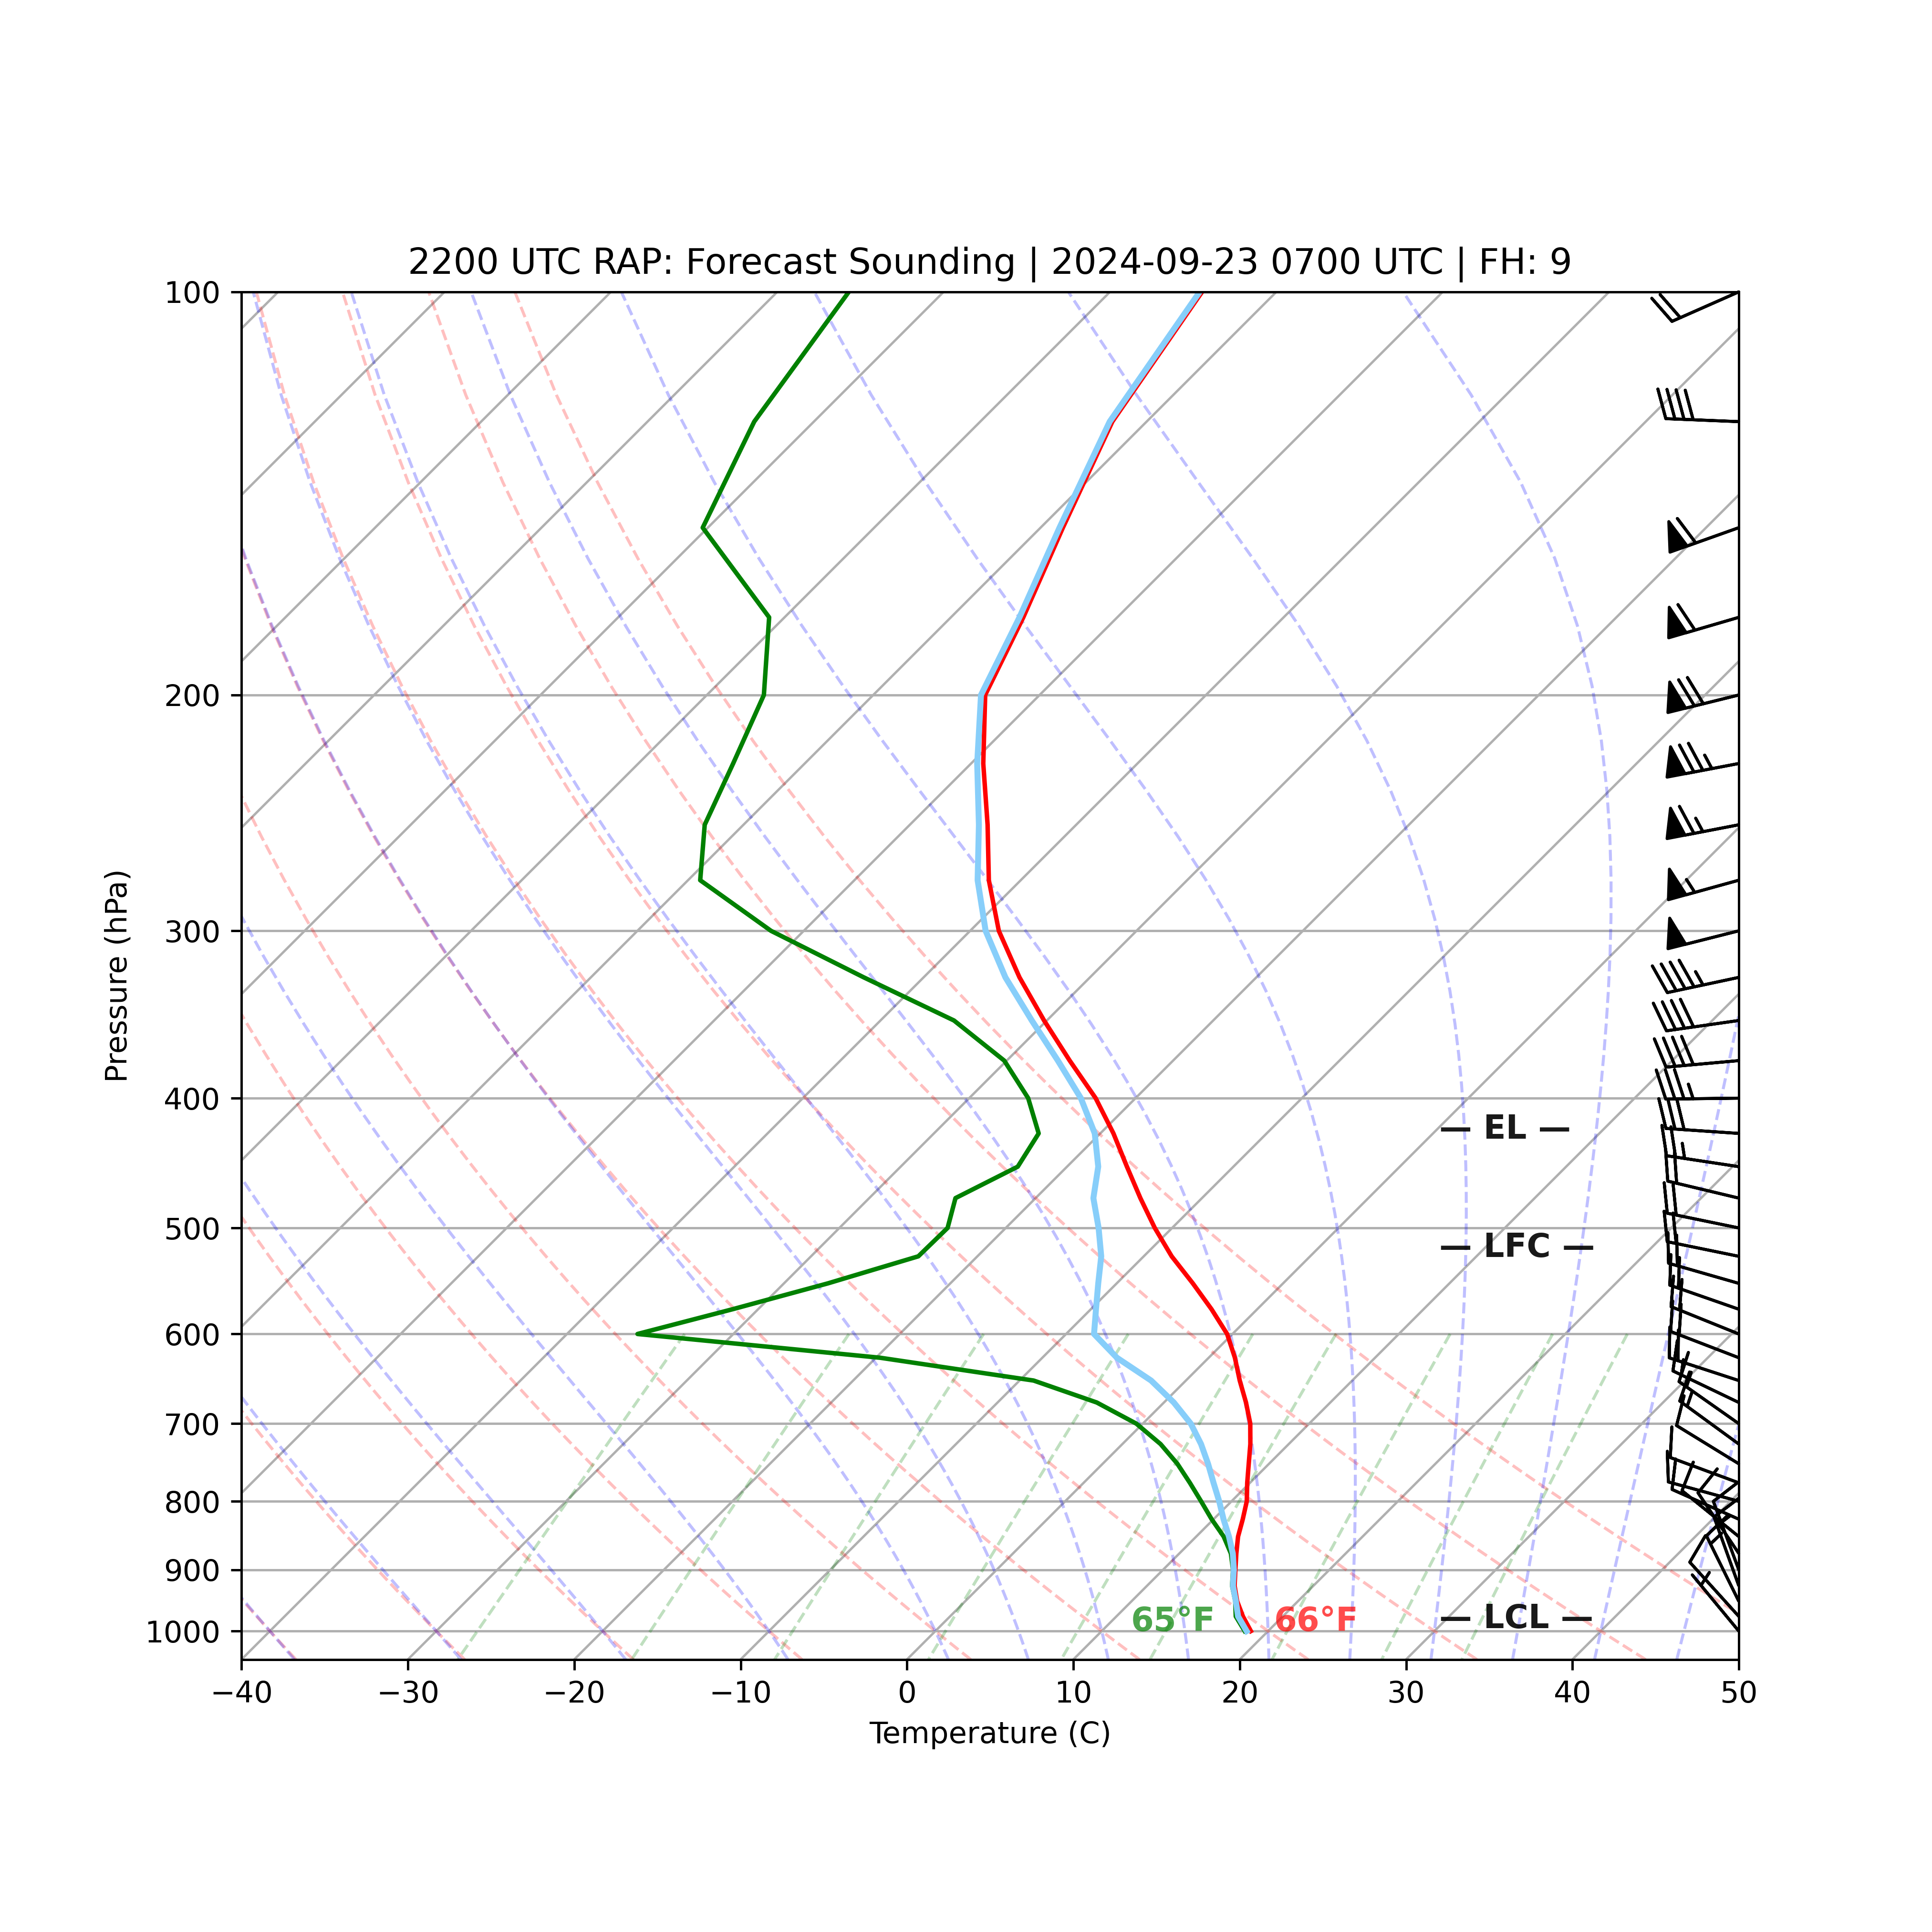 2200 UTC RAP: Forecast Sounding | 2024-09-23 0700 UTC | FH: 9
100
200
300
400
500
600
700
800
900
1000
Pressure (hPa)
— EL —
— LFC —
— LCL —
65°F 66°F
−40 −30 −20 −10 0 10 20 30 40 50
Temperature (C)